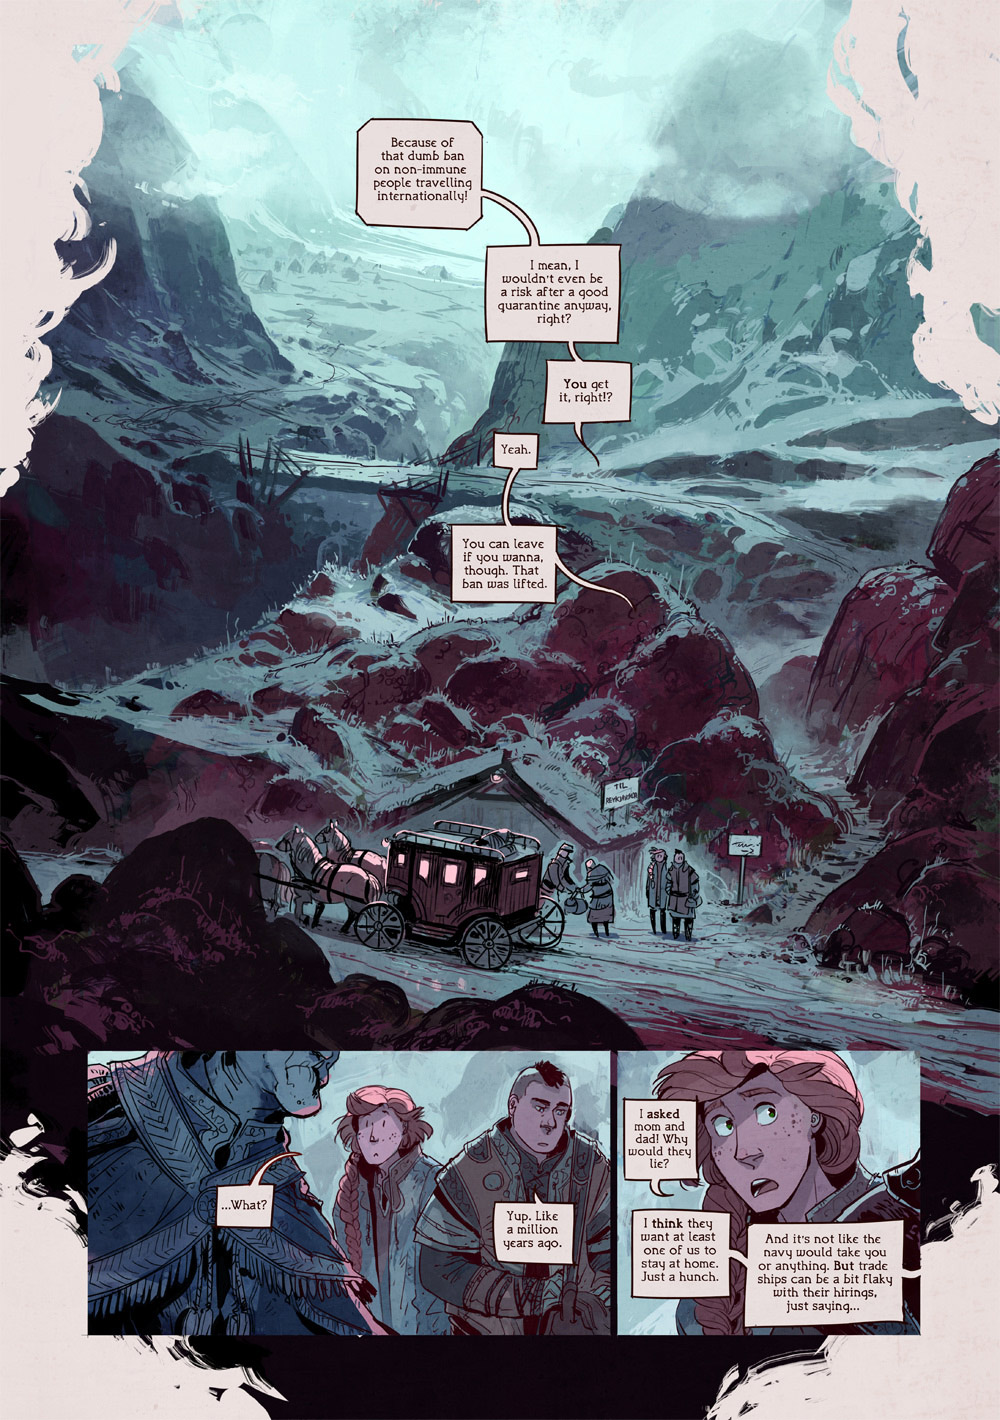 Because of
that dumb ban
on non-immune
people travelling
internationally!
I mean, I
wouldn't even be
a risk after a good
quarantine anyway,
right?
You get
it, right!?
Yeah.
You can leave
if you wanna,
though. That
ban was lifted.
TIL
...What?
Yup. Like
a million
years ago.
I asked
mom and
dad! Why
would they
lie?
I think they
want at least
one of us to
stay at home.
Just a hunch.
And it's not like the
navy would take you
or anything. But trade
ships can be a bit flaky
with their hirings,
just saying...